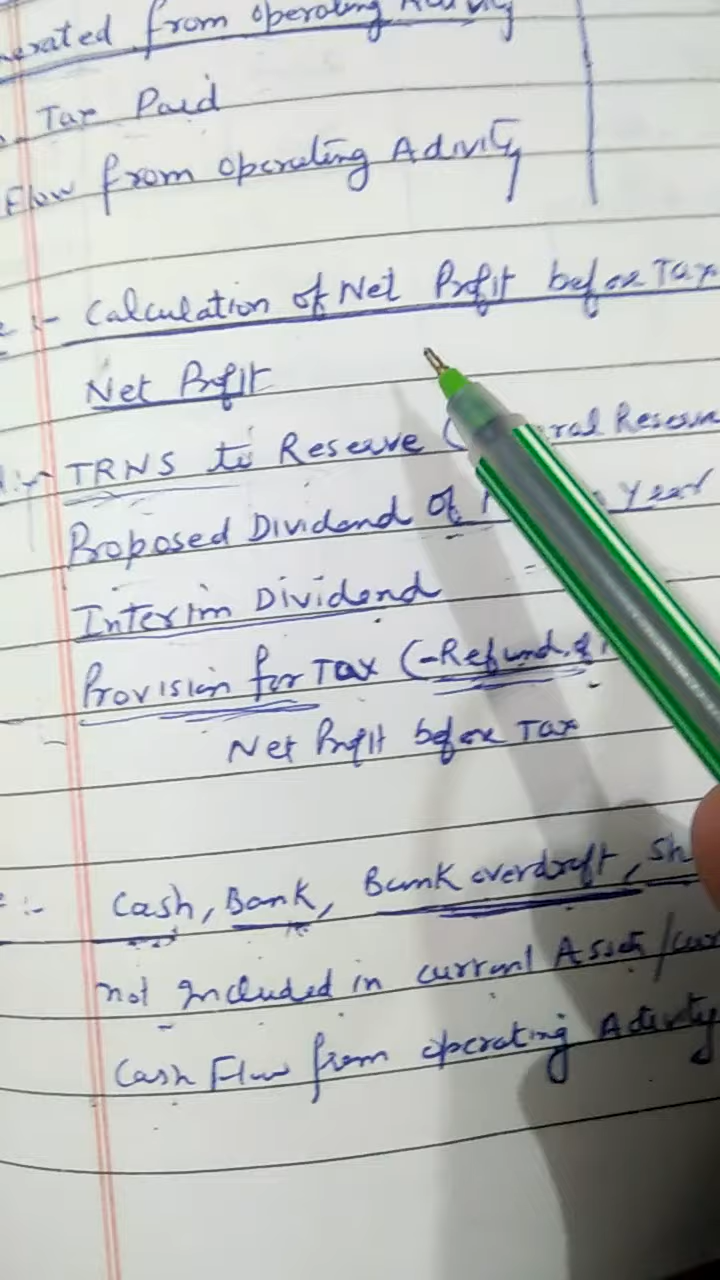 from operating Activity
Tax Paid
Flow from operating Activity
:- Calculation of Net Profit before Tax
Net Profit
TRNS to Reserve (
Proposed Dividend of Year
Interim Dividend
Provision for Tax (-Refund
Net Profit before Tax
:- Cash, Bank, Bank overdraft,
not included in current Asset/
Cash Flow from operating Activity